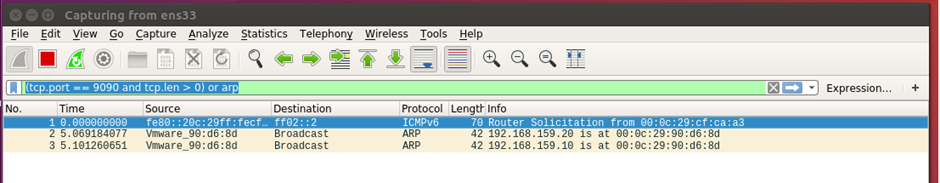 Capturing from ens33
File Edit View Go Capture Analyze Statistics Telephony Wireless Tools Help
(tcp.port == 9090 and tcp.len > 0) or arp Expression... +
No. Time Source Destination Protocol Length Info
1 0.000000000 fe80::20c:29ff:fecf… ff02::2 ICMPv6 70 Router Solicitation from 00:0c:29:cf:ca:a3
2 5.069184077 Vmware_90:d6:8d Broadcast ARP 42 192.168.159.20 is at 00:0c:29:90:d6:8d
3 5.101260651 Vmware_90:d6:8d Broadcast ARP 42 192.168.159.10 is at 00:0c:29:90:d6:8d